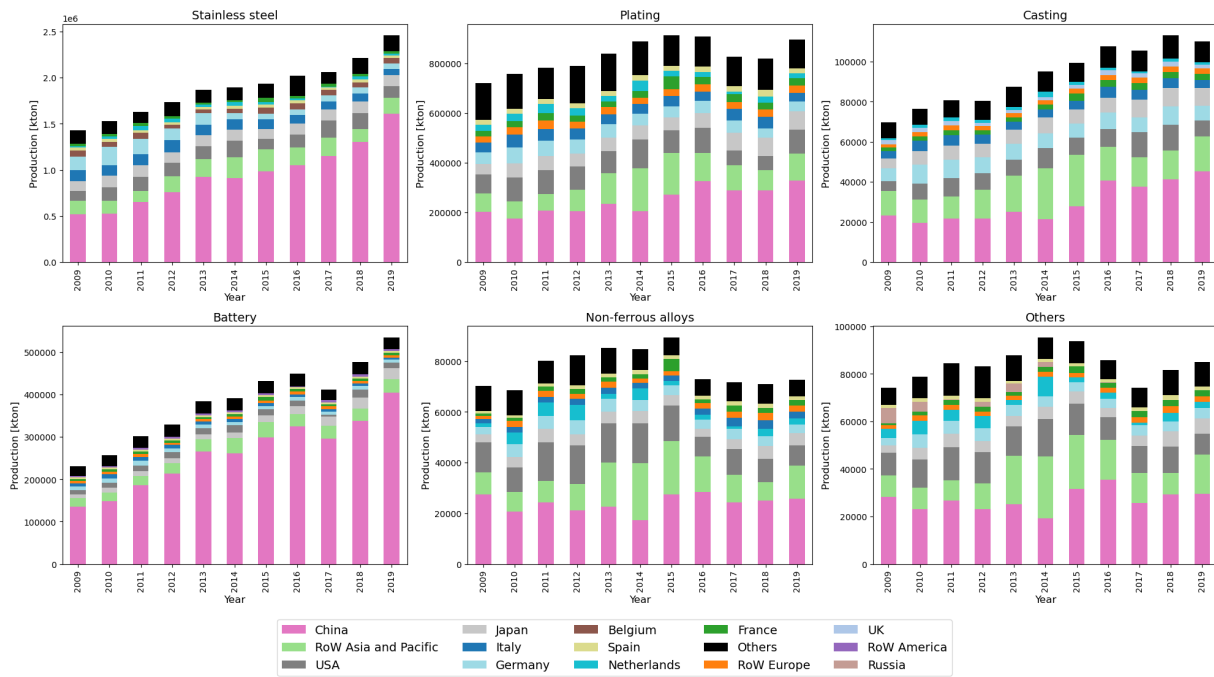 Stainless steel
1e6
Production [kton]
2.5
2.0
1.5
1.0
0.5
0.0
2009 2010 2011 2012 2013 2014 2015 2016 2017 2018 2019
Year
Plating
Production [kton]
800000
600000
400000
200000
0
2009 2010 2011 2012 2013 2014 2015 2016 2017 2018 2019
Year
Casting
Production [kton]
100000
80000
60000
40000
20000
0
2009 2010 2011 2012 2013 2014 2015 2016 2017 2018 2019
Year
Battery
Production [kton]
500000
400000
300000
200000
100000
0
2009 2010 2011 2012 2013 2014 2015 2016 2017 2018 2019
Year
Non-ferrous alloys
Production [kton]
80000
60000
40000
20000
0
2009 2010 2011 2012 2013 2014 2015 2016 2017 2018 2019
Year
Others
Production [kton]
100000
80000
60000
40000
20000
0
2009 2010 2011 2012 2013 2014 2015 2016 2017 2018 2019
Year
China Japan Belgium France UK
RoW Asia and Pacific Italy Spain Others RoW America
USA Germany Netherlands RoW Europe Russia